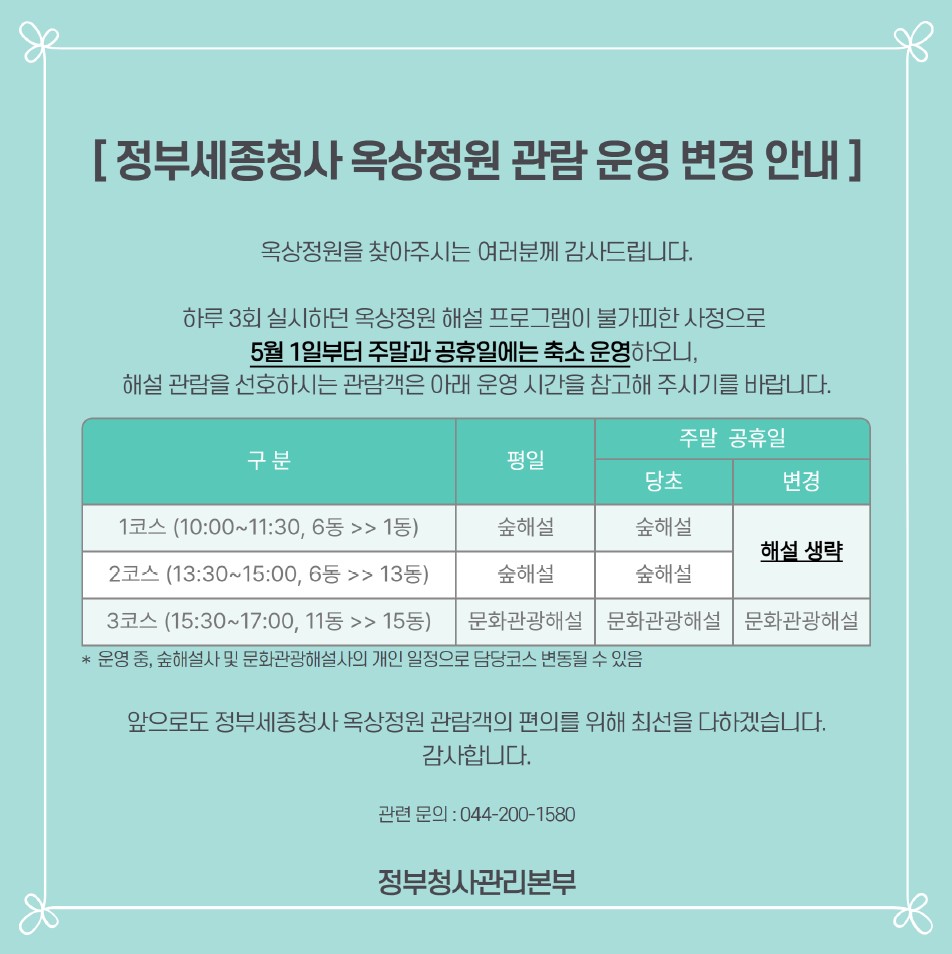 [ 정부세종청사 옥상정원 관람 운영 변경 안내 ]
옥상정원을 찾아주시는 여러분께 감사드립니다.
하루 3회 실시하던 옥상정원 해설 프로그램이 불가피한 사정으로
5월 1일부터 주말과 공휴일에는 축소 운영하오니,
해설 관람을 선호하시는 관람객은 아래 운영 시간을 참고해 주시기를 바랍니다.
구 분 평일 주말 공휴일
당초 변경
1코스 (10:00~11:30, 6동 >> 1동) 숲해설 숲해설
해설 생략
2코스 (13:30~15:00, 6동 >> 13동) 숲해설 숲해설
3코스 (15:30~17:00, 11동 >> 15동) 문화관광해설 문화관광해설 문화관광해설
* 운영 중, 숲해설사 및 문화관광해설사의 개인 일정으로 담당코스 변동될 수 있음
앞으로도 정부세종청사 옥상정원 관람객의 편의를 위해 최선을 다하겠습니다.
감사합니다.
관련 문의 : 044-200-1580
정부청사관리본부